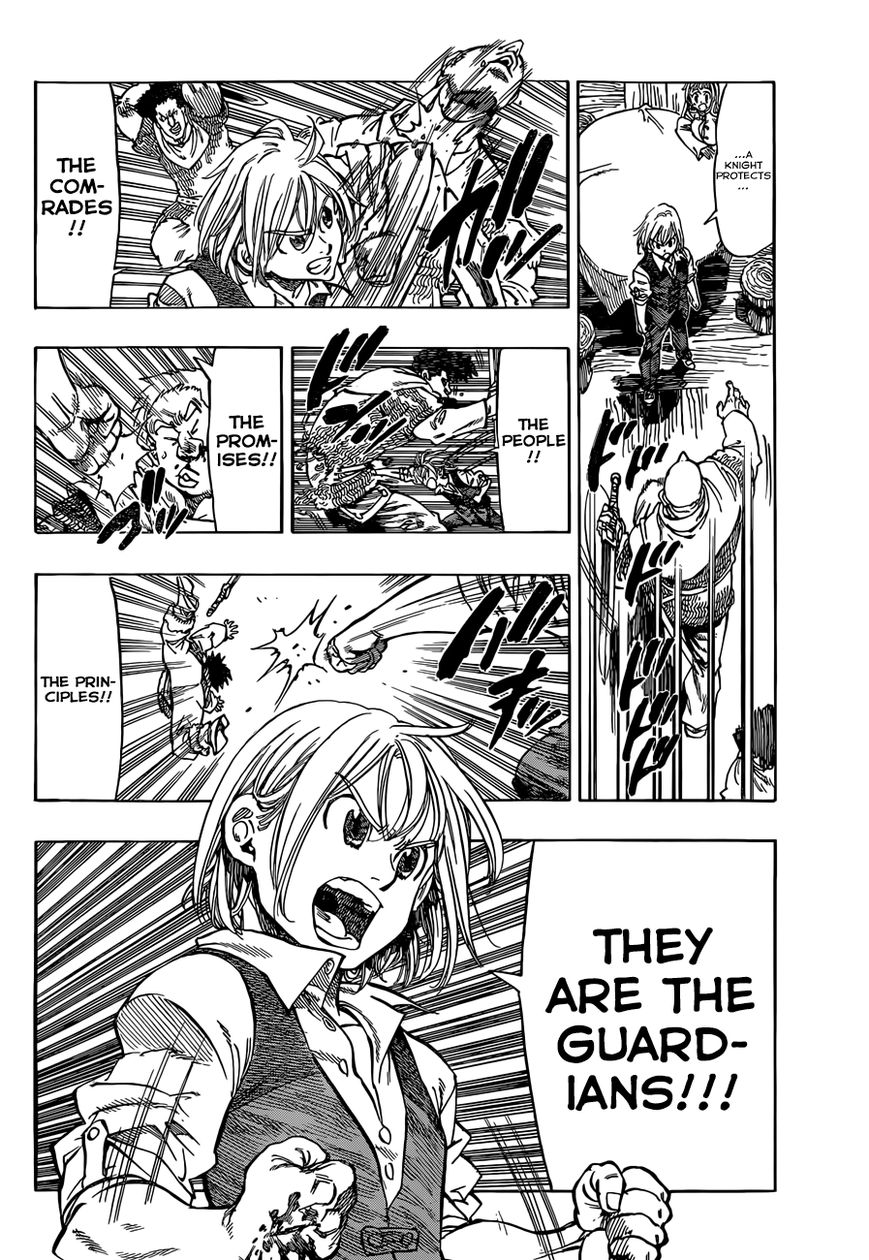 ...A
KNIGHT
PROTECTS
...
THE
COM-
RADES
!!
THE
PEOPLE
!!
THE
PROM-
ISES!!
THE PRIN-
CIPLES!!
THEY
ARE THE
GUARD-
IANS!!!